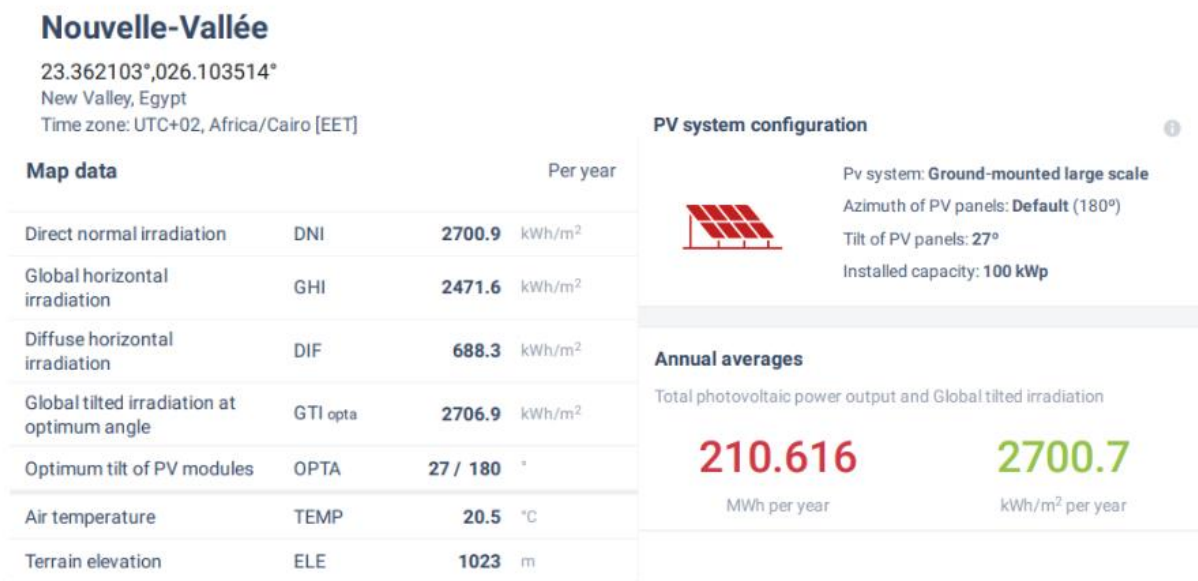 Nouvelle-Vallée
23.362103°,026.103514°
New Valley, Egypt
Time zone: UTC+02, Africa/Cairo [EET]
Map data Per year
Direct normal irradiation DNI 2700.9 kWh/m²
Global horizontal
irradiation GHI 2471.6 kWh/m²
Diffuse horizontal
irradiation DIF 688.3 kWh/m²
Global tilted irradiation at
optimum angle GTI opta 2706.9 kWh/m²
Optimum tilt of PV modules OPTA 27 / 180 °
Air temperature TEMP 20.5 °C
Terrain elevation ELE 1023 m
PV system configuration
Pv system: Ground-mounted large scale
Azimuth of PV panels: Default (180º)
Tilt of PV panels: 27º
Installed capacity: 100 kWp
Annual averages
Total photovoltaic power output and Global tilted irradiation
210.616 2700.7
MWh per year kWh/m² per year